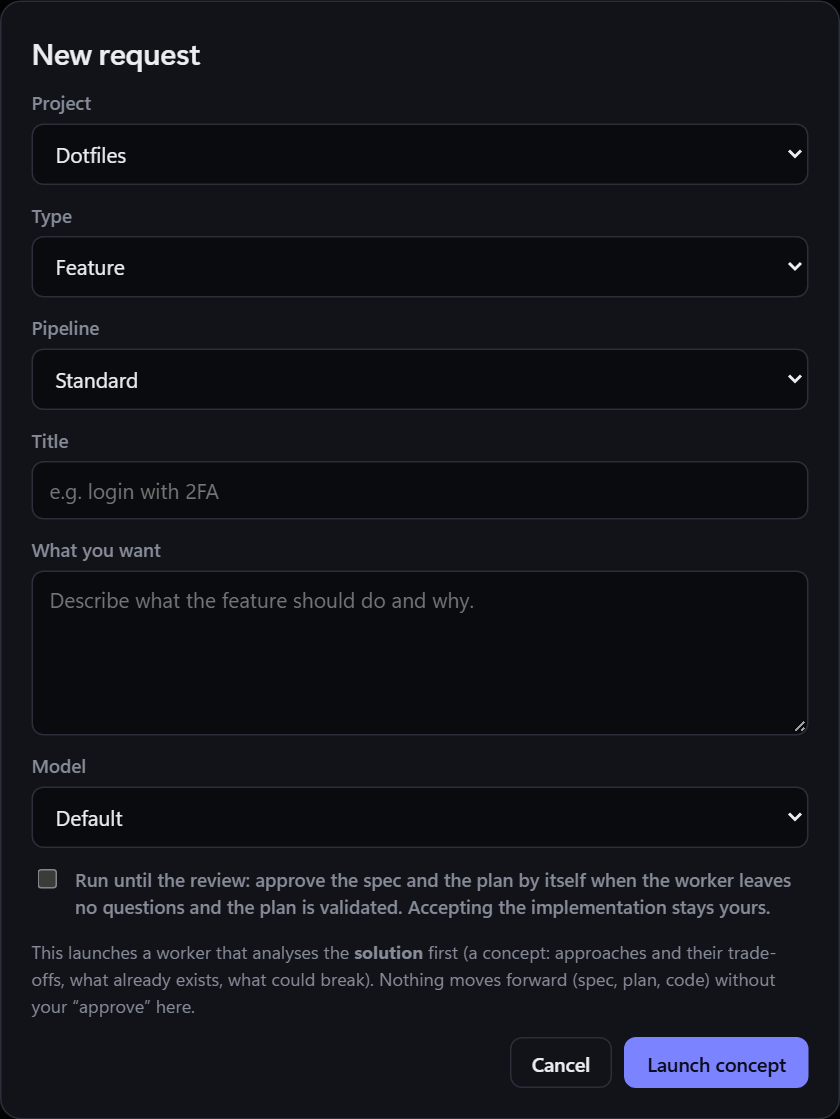 New request
Project
Dotfiles
Type
Feature
Pipeline
Standard
Title
e.g. login with 2FA
What you want
Describe what the feature should do and why.
Model
Default
Run until the review: approve the spec and the plan by itself when the worker leaves
no questions and the plan is validated. Accepting the implementation stays yours.
This launches a worker that analyses the solution first (a concept: approaches and their trade-
offs, what already exists, what could break). Nothing moves forward (spec, plan, code) without
your “approve” here.
Cancel
Launch concept